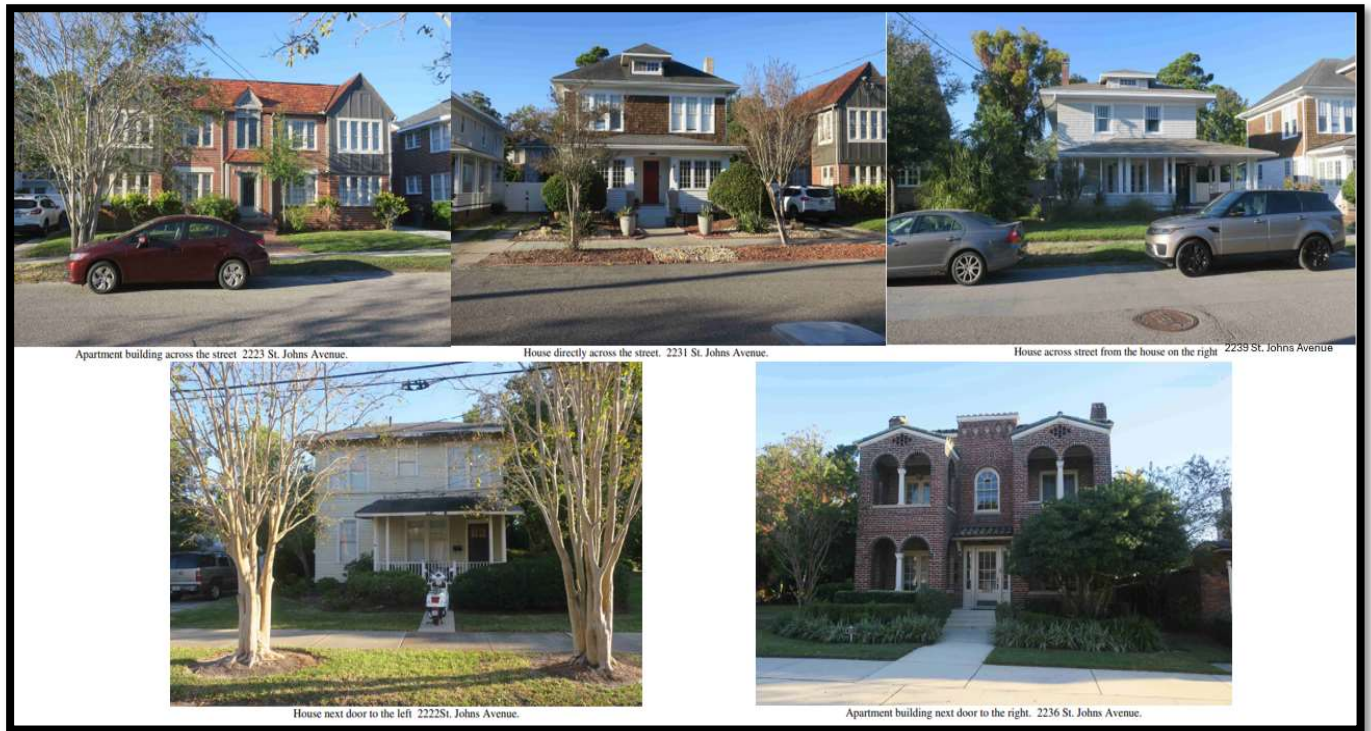 Apartment building across the street 2223 St. Johns Avenue.
House directly across the street. 2231 St. Johns Avenue.
House across street from the house on the right 2239 St. Johns Avenue
House next door to the left 2222St. Johns Avenue.
Apartment building next door to the right. 2236 St. Johns Avenue.